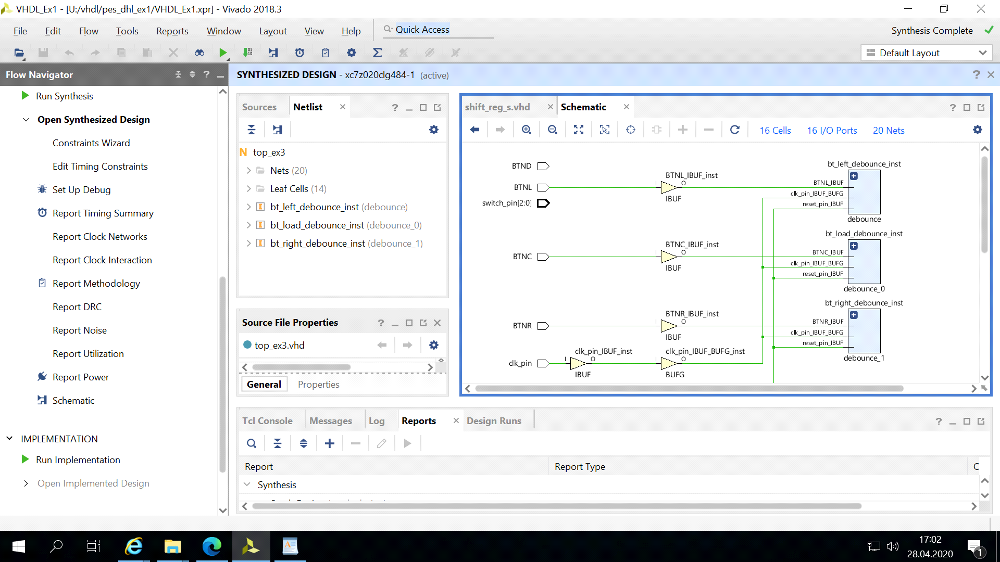 VHDL_Ex1 - [U:/vhdl/pes_dhl_ex1/VHDL_Ex1.xpr] - Vivado 2018.3
File Edit Flow Tools Reports Window Layout View Help Quick Access
Synthesis Complete
Default Layout
Flow Navigator
Run Synthesis
Open Synthesized Design
Constraints Wizard
Edit Timing Constraints
Set Up Debug
Report Timing Summary
Report Clock Networks
Report Clock Interaction
Report Methodology
Report DRC
Report Noise
Report Utilization
Report Power
Schematic
IMPLEMENTATION
Run Implementation
Open Implemented Design
SYNTHESIZED DESIGN - xc7z020clg484-1 (active)
Sources Netlist
N top_ex3
Nets (20)
Leaf Cells (14)
bt_left_debounce_inst (debounce)
bt_load_debounce_inst (debounce_0)
bt_right_debounce_inst (debounce_1)
Source File Properties
top_ex3.vhd
General Properties
shift_reg_s.vhd Schematic
16 Cells 16 I/O Ports 20 Nets
BTND
BTNL
switch_pin[2:0]
BTNL_IBUF_inst
I O
IBUF
bt_left_debounce_inst
BTNL_IBUF
clk_pin_IBUF_BUFG
reset_pin_IBUF
debounce
BTNC
BTNC_IBUF_inst
I O
IBUF
bt_load_debounce_inst
BTNC_IBUF
clk_pin_IBUF_BUFG
reset_pin_IBUF
debounce_0
BTNR
BTNR_IBUF_inst
I O
IBUF
bt_right_debounce_inst
BTNR_IBUF
clk_pin_IBUF_BUFG
reset_pin_IBUF
debounce_1
clk_pin
clk_pin_IBUF_inst
I O
IBUF
clk_pin_IBUF_BUFG_inst
I O
BUFG
Tcl Console Messages Log Reports Design Runs
Report Report Type C
Synthesis
17:02
28.04.2020
1